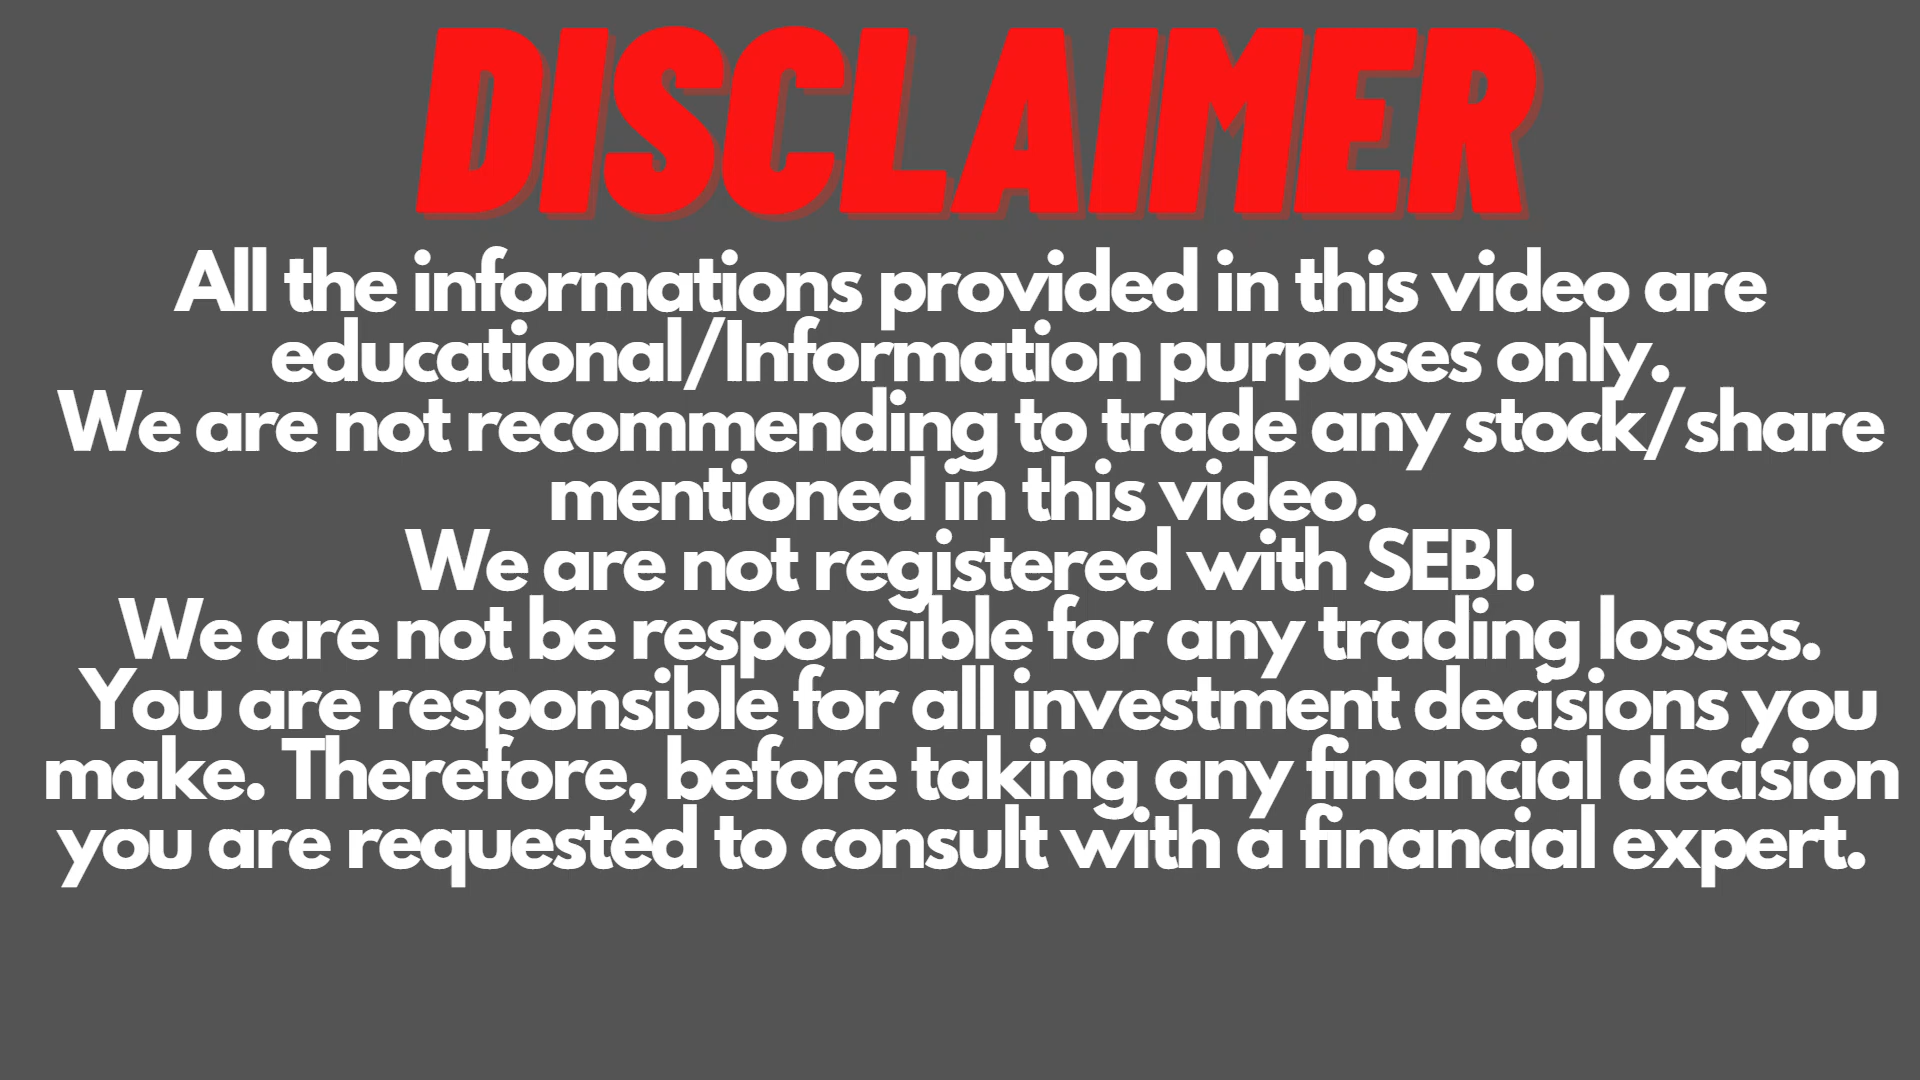 DISCLAIMER
All the informations provided in this video are
educational/Information purposes only.
We are not recommending to trade any stock/share
mentioned in this video.
We are not registered with SEBI.
We are not be responsible for any trading losses.
You are responsible for all investment decisions you
make. Therefore, before taking any financial decision
you are requested to consult with a financial expert.